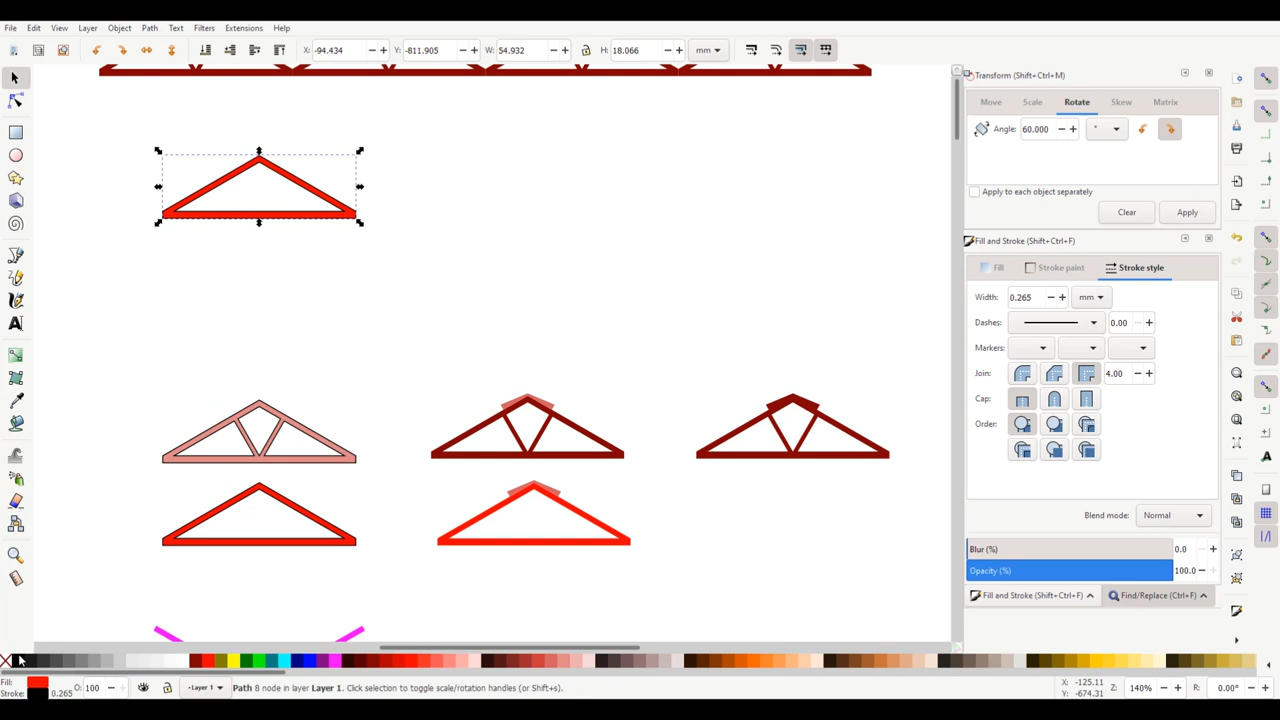 File Edit View Layer Object Path Text Filters Extensions Help
X: -94.434 Y: -811.905 W: 54.932 H: 18.066 mm
Transform (Shift+Ctrl+M)
Move Scale Rotate Skew Matrix
Angle: 60.000 °
Apply to each object separately
Clear Apply
Fill and Stroke (Shift+Ctrl+F)
Fill Stroke paint Stroke style
Width: 0.265 mm
Dashes: 0.00
Markers:
Join: 4.00
Cap:
Order:
Blend mode: Normal
Blur (%) 0.0
Opacity (%) 100.0
Fill and Stroke (Shift+Ctrl+F) Find/Replace (Ctrl+F)
Fill: O: 100 Layer 1 Path 8 node in layer Layer 1. Click selection to toggle scale/rotation handles (or Shift+s). X: -125.11 Z: 140% R: 0.00°
Stroke: 0.265 Y: -674.31